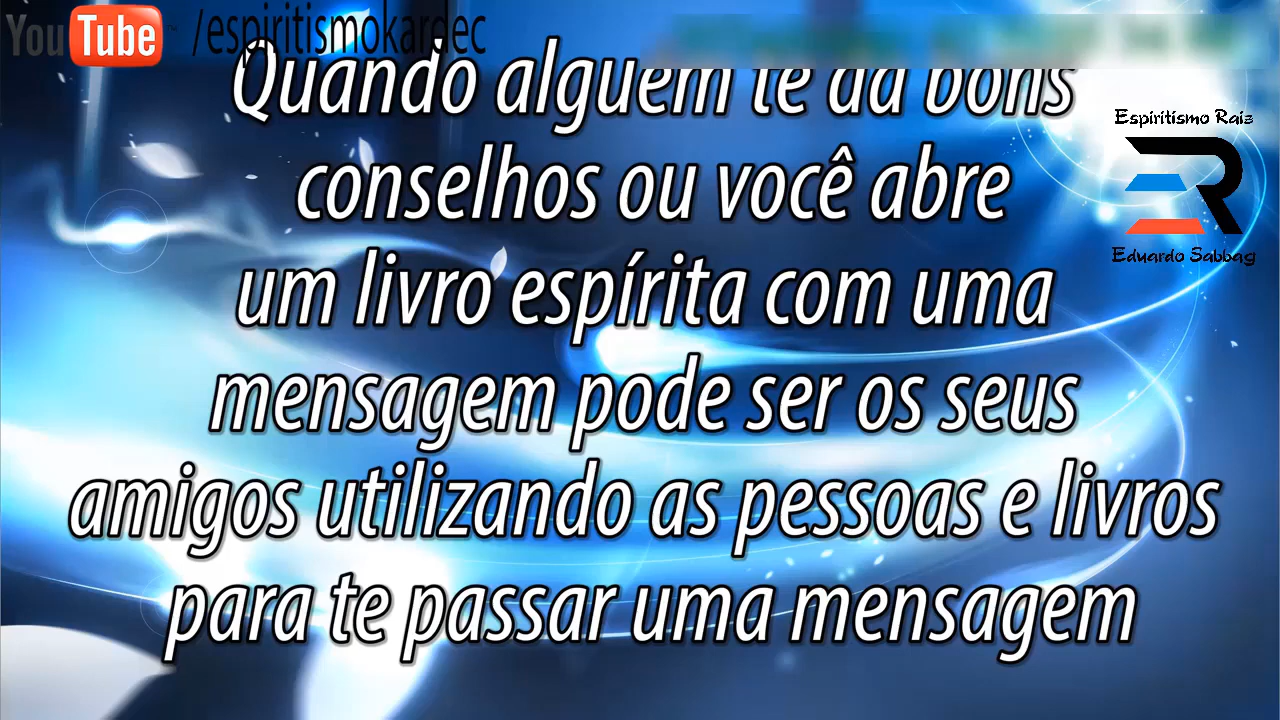 YouTube /espiritismokardec
Quando alguém te dá bons
conselhos ou você abre
um livro espírita com uma
mensagem pode ser os seus
amigos utilizando as pessoas e livros
para te passar uma mensagem
Espiritismo Raiz
ER
Eduardo Sabbag